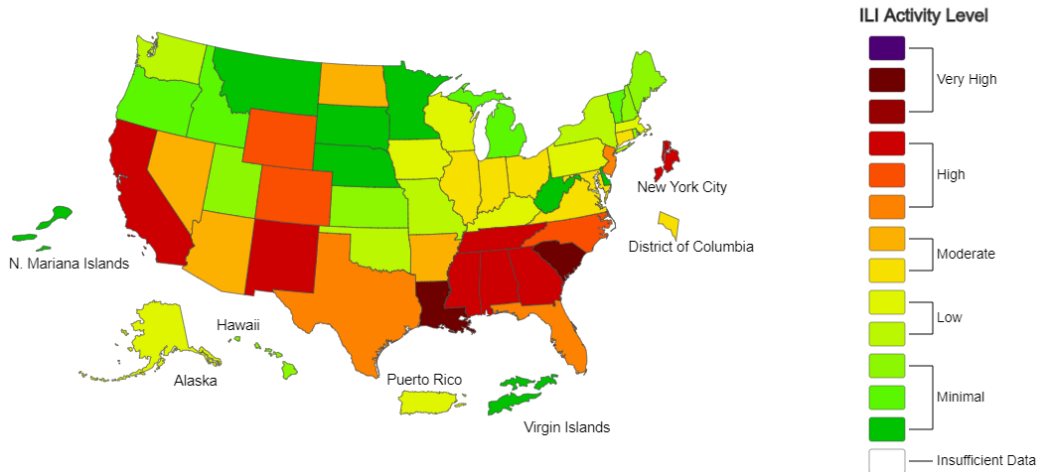 ILI Activity Level
Very High
High
New York City
District of Columbia
Moderate
N. Mariana Islands
Low
Hawaii
Alaska
Puerto Rico
Minimal
Virgin Islands
Insufficient Data